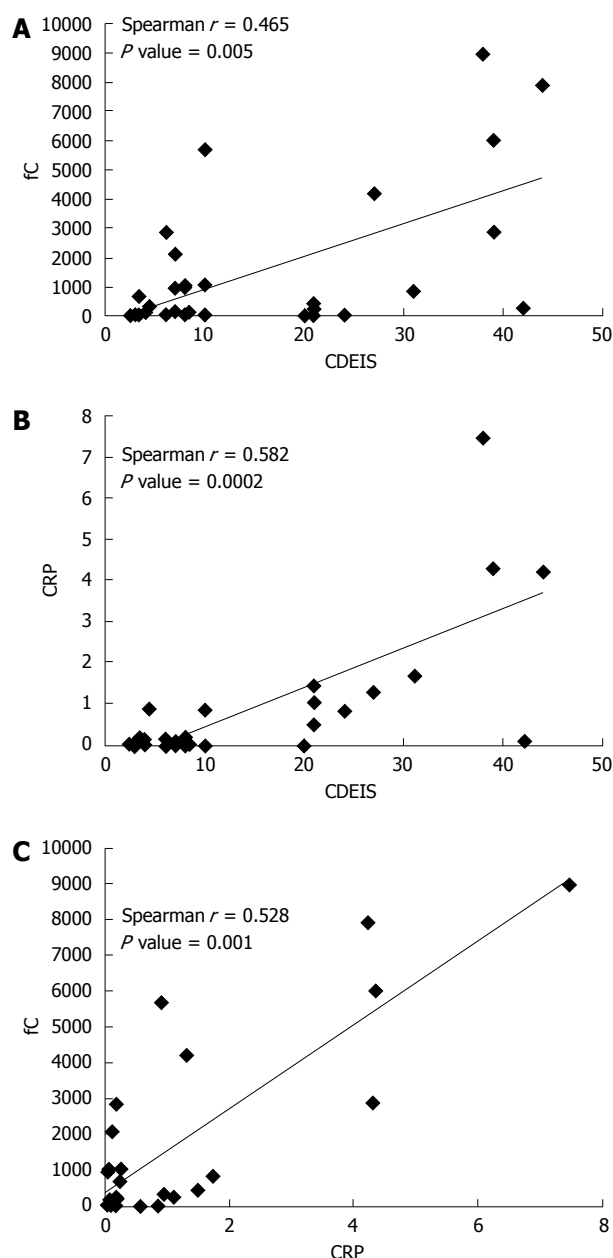 A
Spearman r = 0.465
P value = 0.005
10000
9000
8000
7000
6000
5000
4000
3000
2000
1000
0
fC
0 10 20 30 40 50
CDEIS
B
Spearman r = 0.582
P value = 0.0002
8
7
6
5
4
3
2
1
0
CRP
0 10 20 30 40 50
CDEIS
C
Spearman r = 0.528
P value = 0.001
10000
9000
8000
7000
6000
5000
4000
3000
2000
1000
0
fC
0 2 4 6 8
CRP